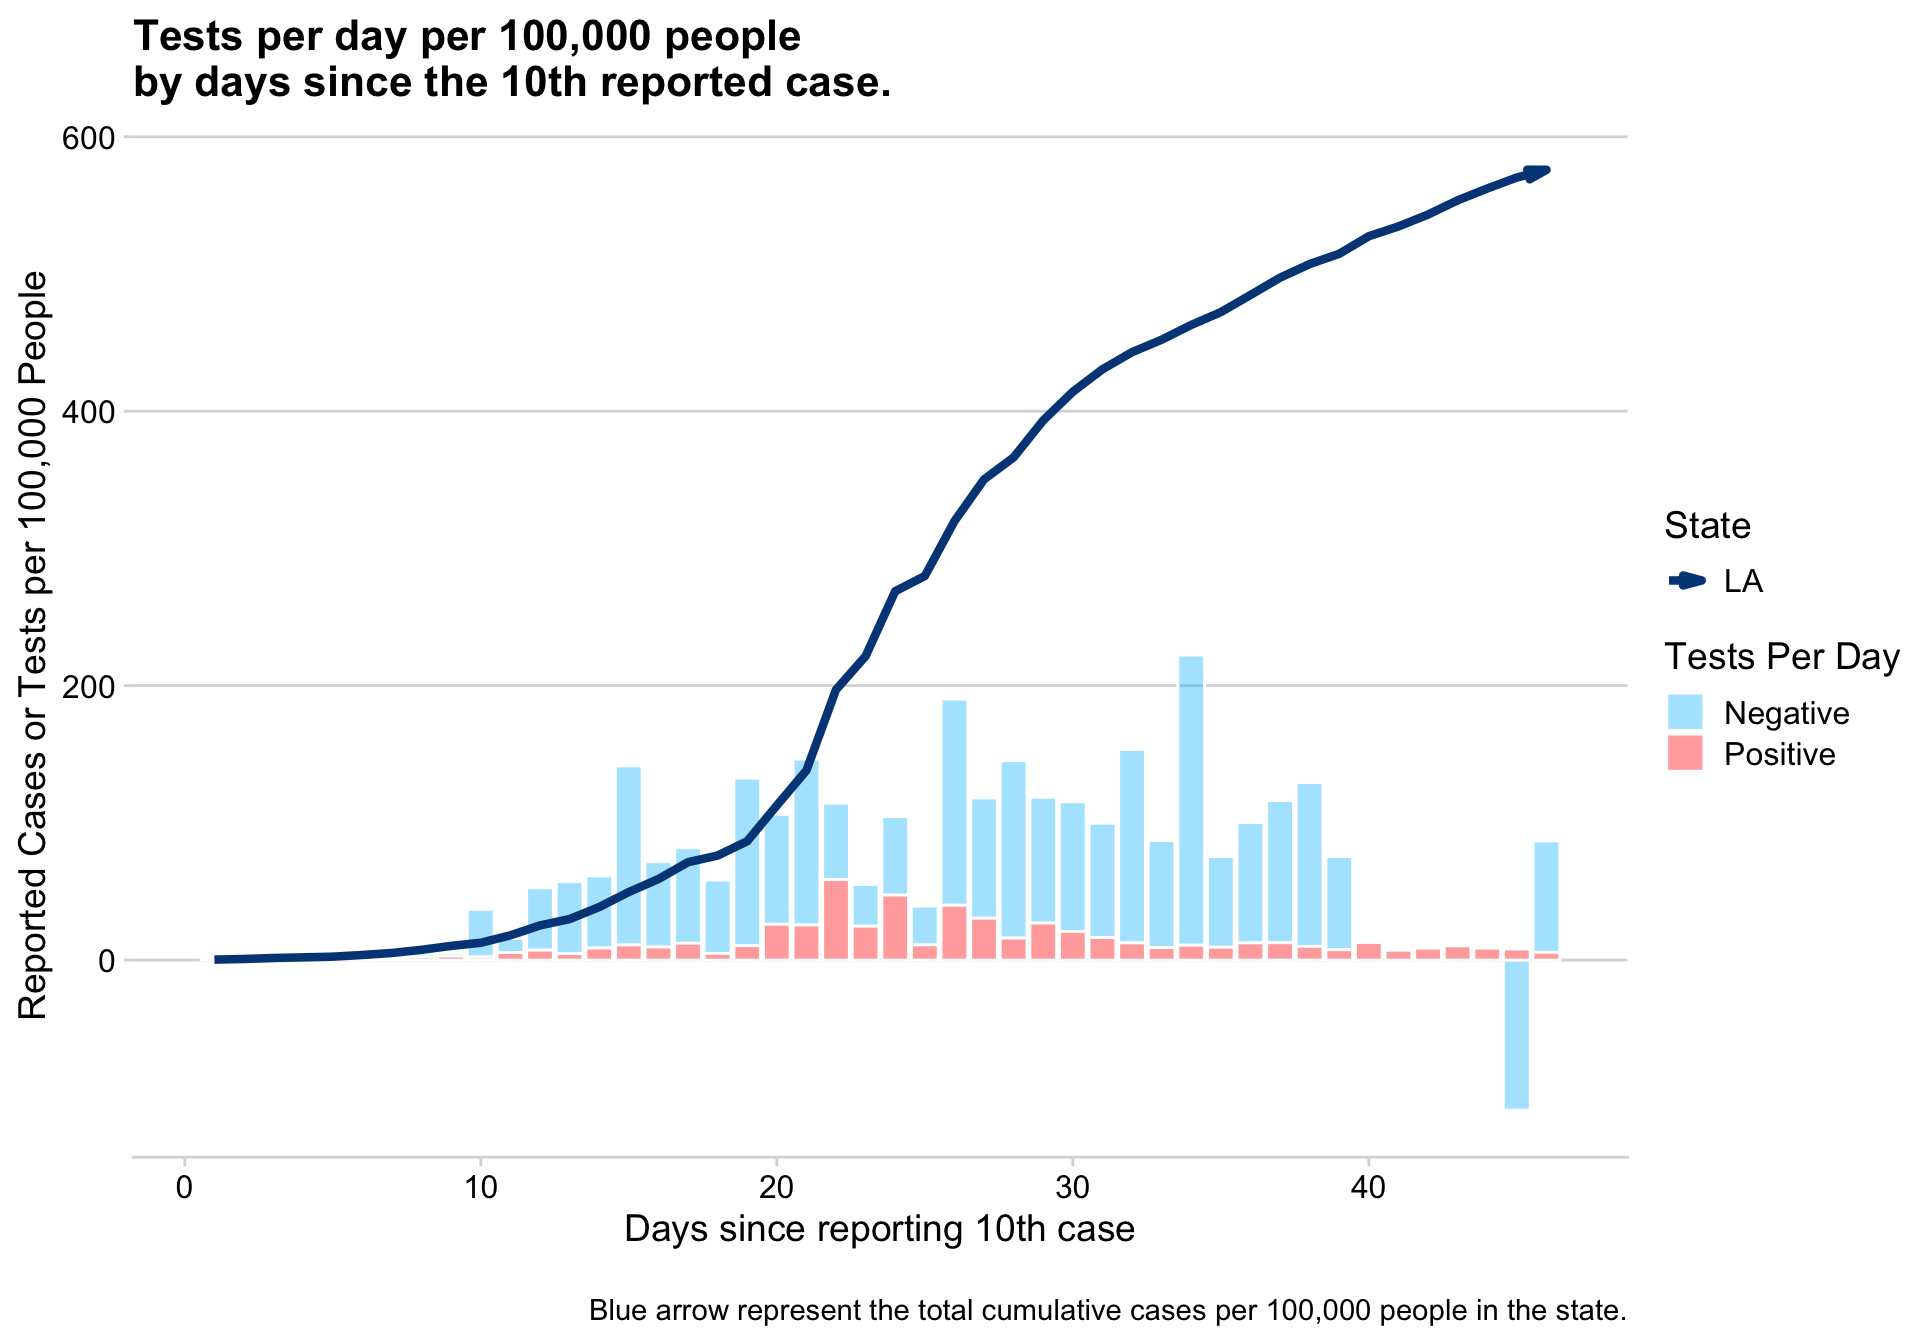 Tests per day per 100,000 people
by days since the 10th reported case.
Reported Cases or Tests per 100,000 People
600
400
200
0
0
10
20
30
40
Days since reporting 10th case
State
LA
Tests Per Day
Negative
Positive
Blue arrow represent the total cumulative cases per 100,000 people in the state.